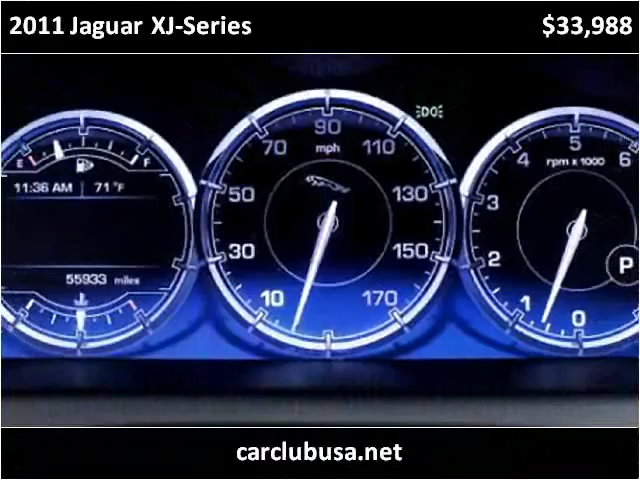 2011 Jaguar XJ-Series $33,988
90
70 110
mph
50 130
30 150
10 170
E F
11:36 AM 71°F
55933 miles
5
4 6
rpm x 1000
3
2
P
1
0
carclubusa.net